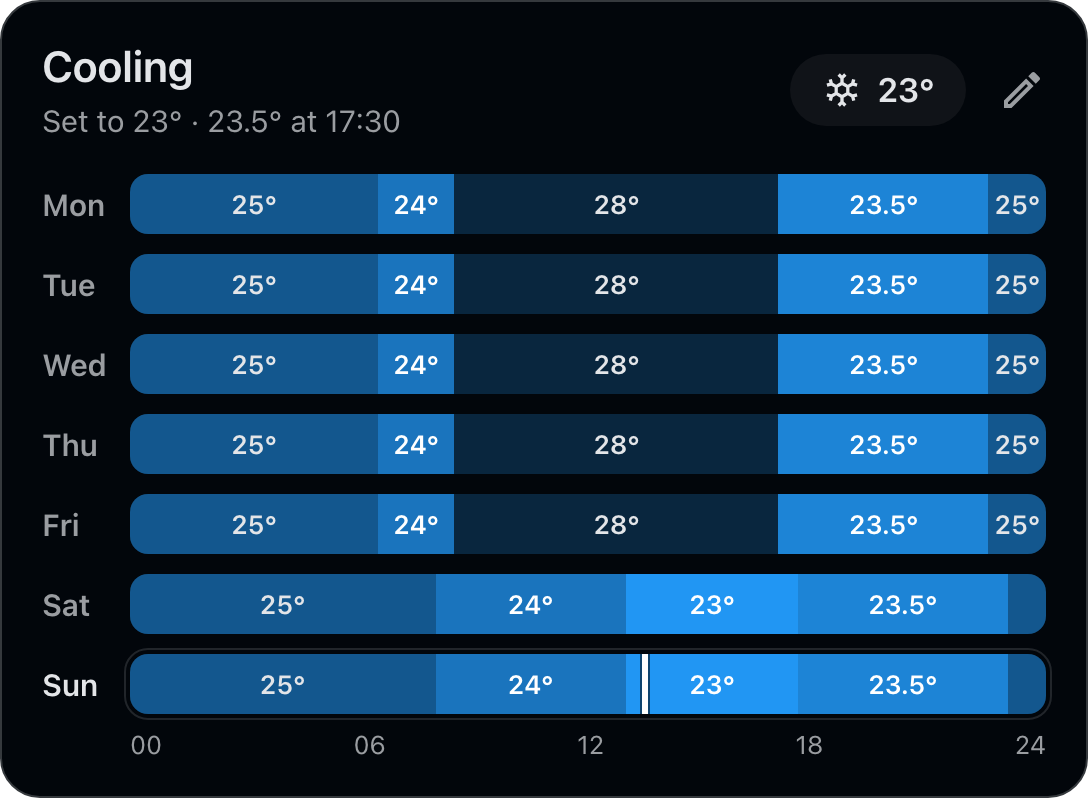 Cooling
23°
Set to 23° · 23.5° at 17:30
Mon 25° 24° 28° 23.5° 25°
Tue 25° 24° 28° 23.5° 25°
Wed 25° 24° 28° 23.5° 25°
Thu 25° 24° 28° 23.5° 25°
Fri 25° 24° 28° 23.5° 25°
Sat 25° 24° 23° 23.5°
Sun 25° 24° 23° 23.5°
00 06 12 18 24